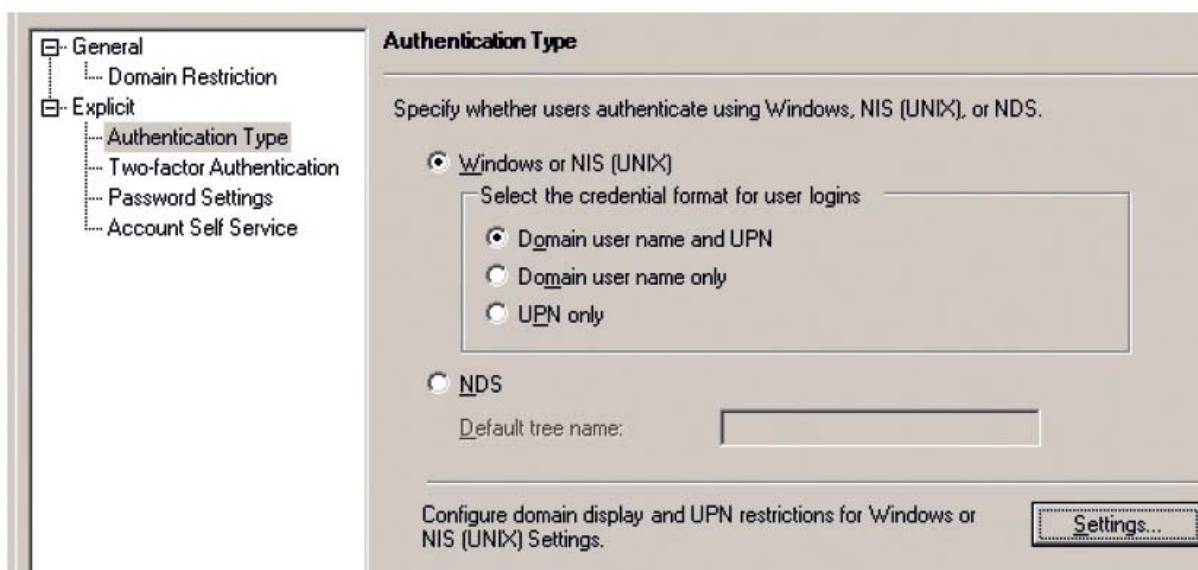 General
Domain Restriction
Explicit
Authentication Type
Two-factor Authentication
Password Settings
Account Self Service
Authentication Type
Specify whether users authenticate using Windows, NIS (UNIX), or NDS.
Windows or NIS (UNIX)
Select the credential format for user logins
Domain user name and UPN
Domain user name only
UPN only
NDS
Default tree name:
Configure domain display and UPN restrictions for Windows or
NIS (UNIX) Settings.
Settings...